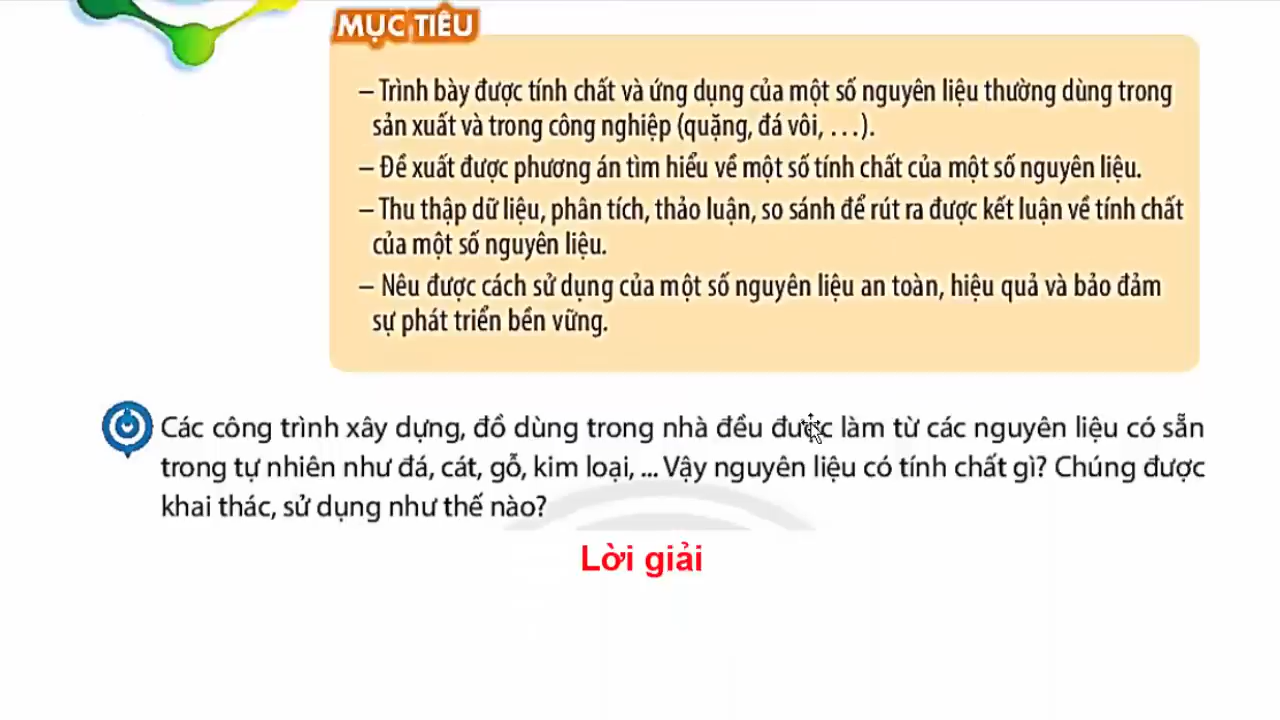 MỤC TIÊU
– Trình bày được tính chất và ứng dụng của một số nguyên liệu thường dùng trong
sản xuất và trong công nghiệp (quặng, đá vôi, …).
– Đề xuất được phương án tìm hiểu về một số tính chất của một số nguyên liệu.
– Thu thập dữ liệu, phân tích, thảo luận, so sánh để rút ra được kết luận về tính chất
của một số nguyên liệu.
– Nêu được cách sử dụng của một số nguyên liệu an toàn, hiệu quả và bảo đảm
sự phát triển bền vững.
Các công trình xây dựng, đồ dùng trong nhà đều được làm từ các nguyên liệu có sẵn
trong tự nhiên như đá, cát, gỗ, kim loại, ... Vậy nguyên liệu có tính chất gì? Chúng được
khai thác, sử dụng như thế nào?
Lời giải